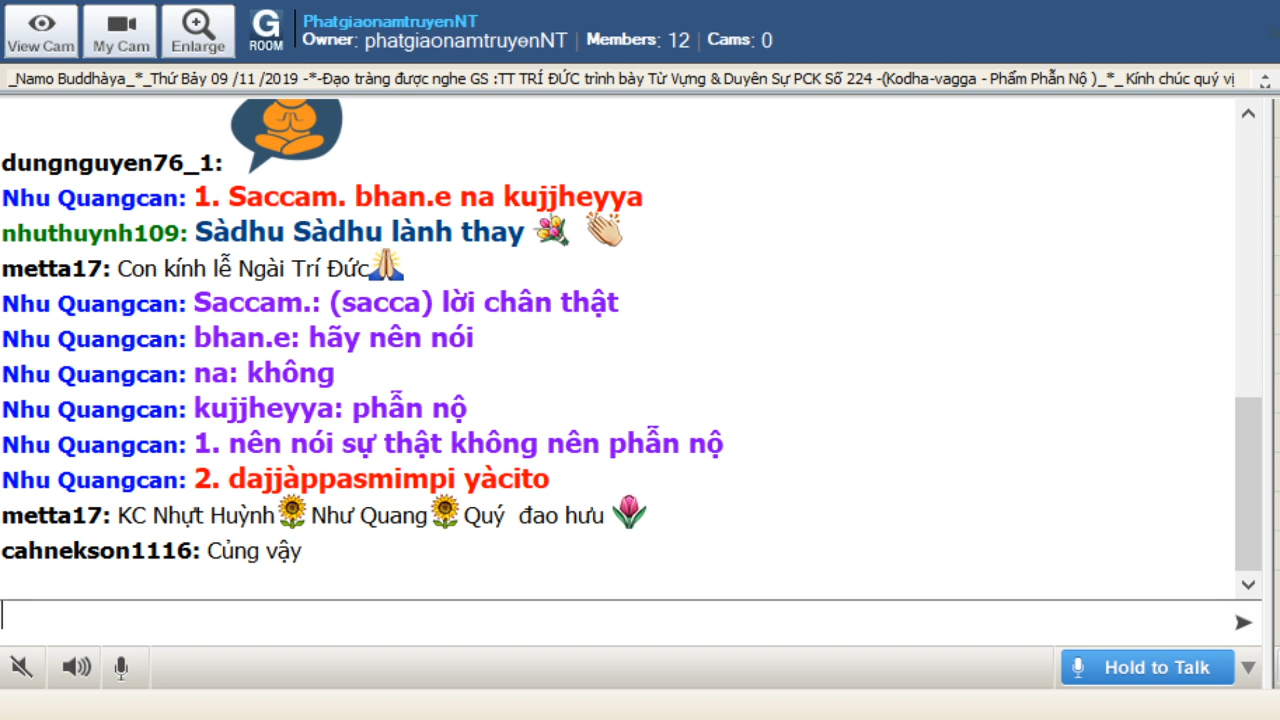 View Cam
My Cam
Enlarge
G
ROOM
PhatgiaonamtruyenNT
Owner: phatgiaonamtruyenNT | Members: 12 | Cams: 0
_Namo Buddhàya_*_Thứ Bảy 09 /11 /2019 -*-Đạo tràng được nghe GS :TT TRÍ ĐỨC trình bày Từ Vựng & Duyên Sự PCK Số 224 -(Kodha-vagga - Phẩm Phẫn Nộ )_*_ Kính chúc quý vị
dungnguyen76_1:
Nhu Quangcan: 1. Saccam. bhan.e na kujjheyya
nhuthuynh109: Sàdhu Sàdhu lành thay
metta17: Con kính lễ Ngài Trí Đức
Nhu Quangcan: Saccam.: (sacca) lời chân thật
Nhu Quangcan: bhan.e: hãy nên nói
Nhu Quangcan: na: không
Nhu Quangcan: kujjheyya: phẫn nộ
Nhu Quangcan: 1. nên nói sự thật không nên phẫn nộ
Nhu Quangcan: 2. dajjàppasmimpi yàcito
metta17: KC Nhựt Huỳnh Như Quang Quý đao hưu
cahnekson1116: Củng vậy
Hold to Talk